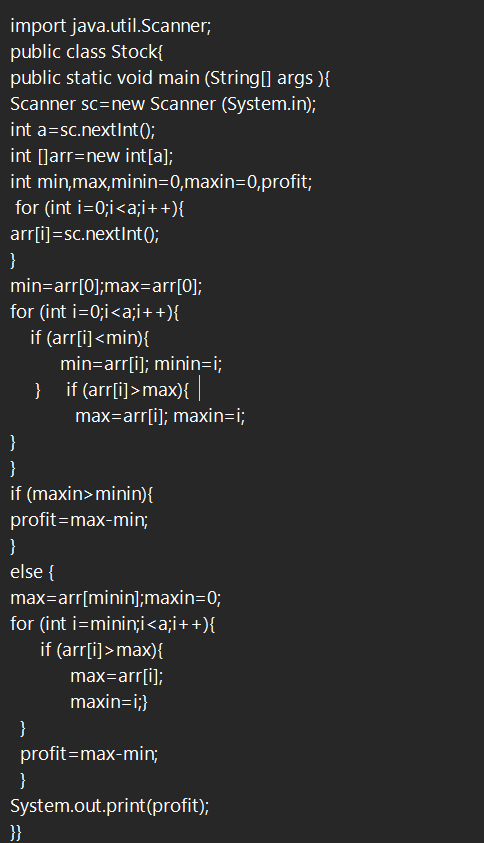 import java.util.Scanner;
public class Stock{
public static void main (String[] args ){
Scanner sc=new Scanner (System.in);
int a=sc.nextInt();
int []arr=new int[a];
int min,max,minin=0,maxin=0,profit;
for (int i=0;i<a;i++){
arr[i]=sc.nextInt();
}
min=arr[0];max=arr[0];
for (int i=0;i<a;i++){
if (arr[i]<min){
min=arr[i]; minin=i;
} if (arr[i]>max){
max=arr[i]; maxin=i;
}
}
if (maxin>minin){
profit=max-min;
}
else {
max=arr[minin];maxin=0;
for (int i=minin;i<a;i++){
if (arr[i]>max){
max=arr[i];
maxin=i;}
}
profit=max-min;
}
System.out.print(profit);
}}